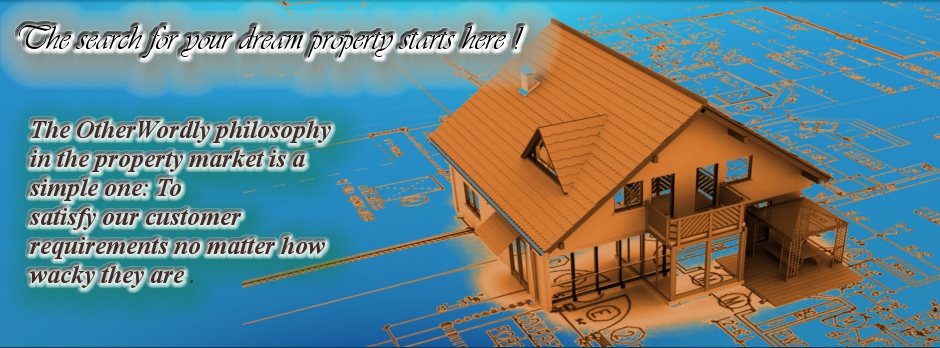 The search for your dream property starts here !
The OtherWordly philosophy
in the property market is a
simple one: To
satisfy our customer
requirements no matter how
wacky they are .